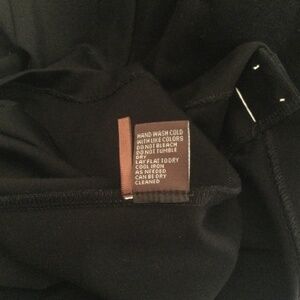 HAND WASH COLD
WITH LIKE COLORS
DO NOT BLEACH
DO NOT TUMBLE
DRY
LAY FLAT TO DRY
COOL IRON
AS NEEDED
CAN BE DRY
CLEANED